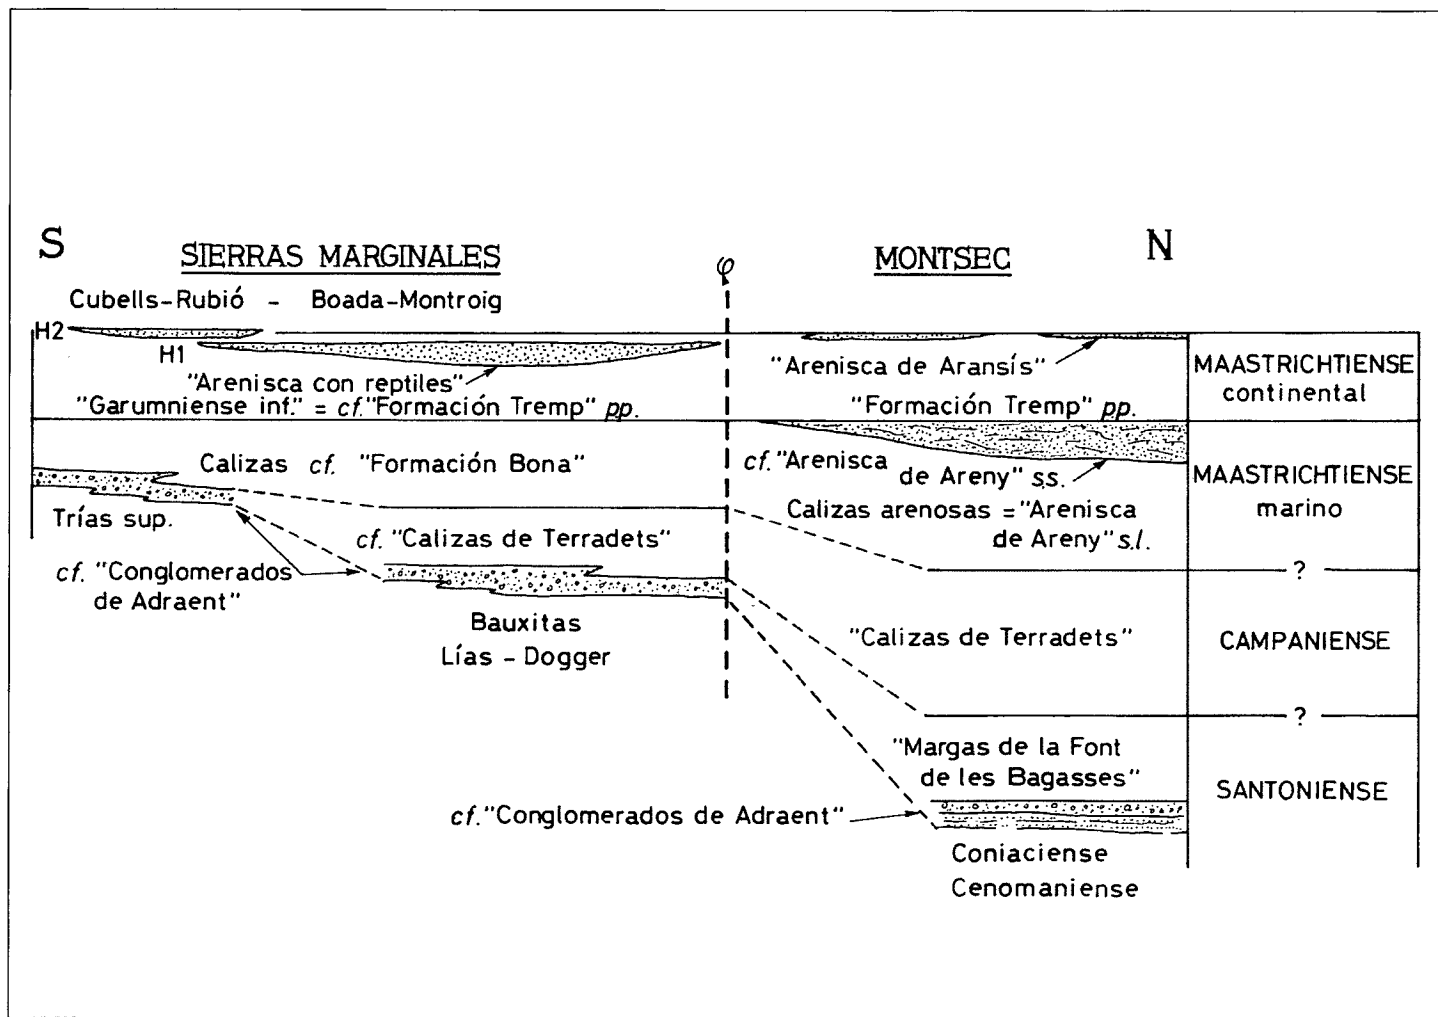 S
SIERRAS MARGINALES
φ
MONTSEC
N
Cubells-Rubió - Boada-Montroig
H2
H1
"Arenisca con reptiles"
"Garumniense inf." = cf. "Formación Tremp" pp.
"Arenisca de Aransís"
"Formación Tremp" pp.
MAASTRICHTIENSE
continental
Calizas cf. "Formación Bona"
Trías sup.
cf. "Calizas de Terradets"
cf. "Conglomerados
de Adraent"
Bauxitas
Lías - Dogger
cf. "Arenisca
de Areny" s.s.
Calizas arenosas = "Arenisca
de Areny" s.l.
MAASTRICHTIENSE
marino
?
"Calizas de Terradets"
CAMPANIENSE
?
"Margas de la Font
de les Bagasses"
cf. "Conglomerados de Adraent"
SANTONIENSE
Coniaciense
Cenomaniense